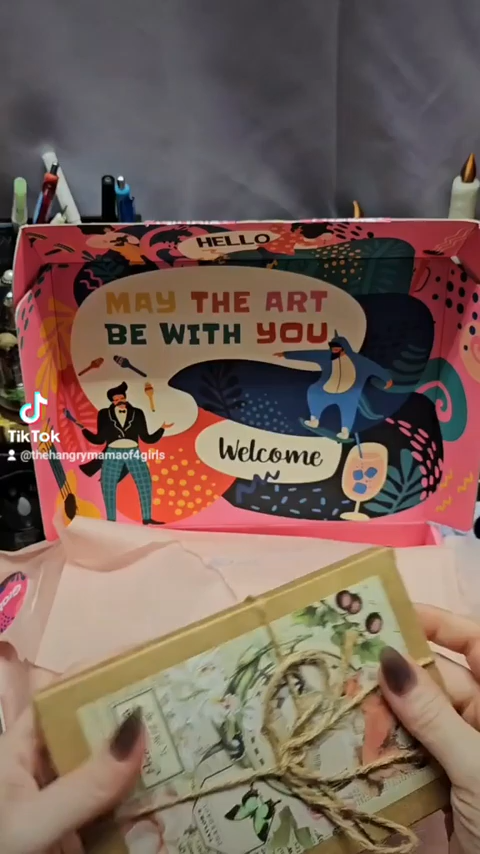 HELLO
MAY THE ART
BE WITH YOU
Welcome
TikTok
@thehangrymamaof4girls